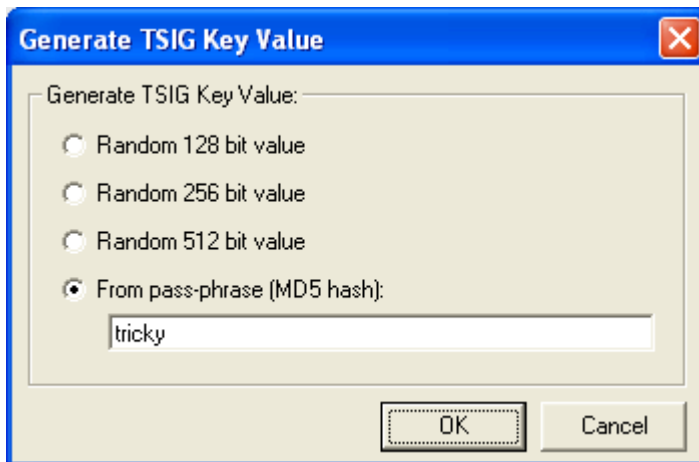 Generate TSIG Key Value
Generate TSIG Key Value:
Random 128 bit value
Random 256 bit value
Random 512 bit value
From pass-phrase (MD5 hash):
tricky
OK Cancel